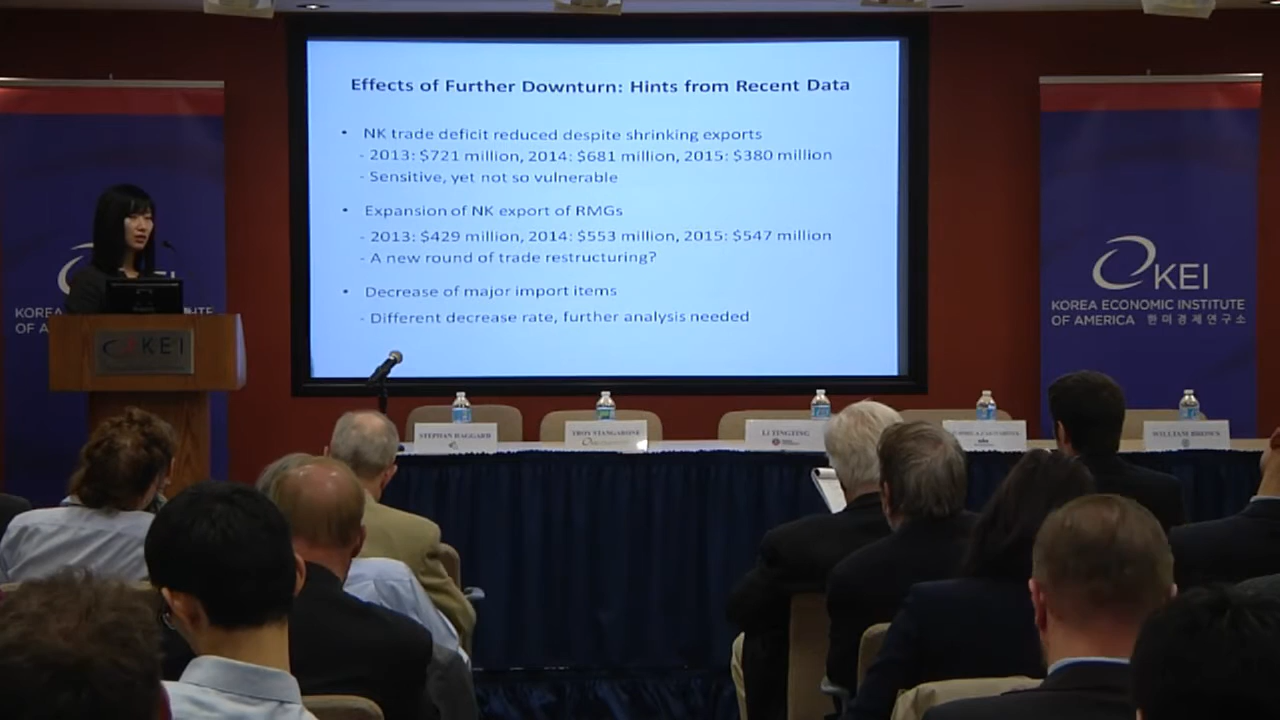 Effects of Further Downturn: Hints from Recent Data
• NK trade deficit reduced despite shrinking exports
- 2013: $721 million, 2014: $681 million, 2015: $380 million
- Sensitive, yet not so vulnerable
• Expansion of NK export of RMGs
- 2013: $429 million, 2014: $553 million, 2015: $547 million
- A new round of trade restructuring?
• Decrease of major import items
- Different decrease rate, further analysis needed
KOREA
OF A
KEI
KEI
KOREA ECONOMIC INSTITUTE
OF AMERICA 한미경제연구소
STEPHAN HAGGARD
TROY STANGARONE
LI TINGTING
WILLIAM BROWN